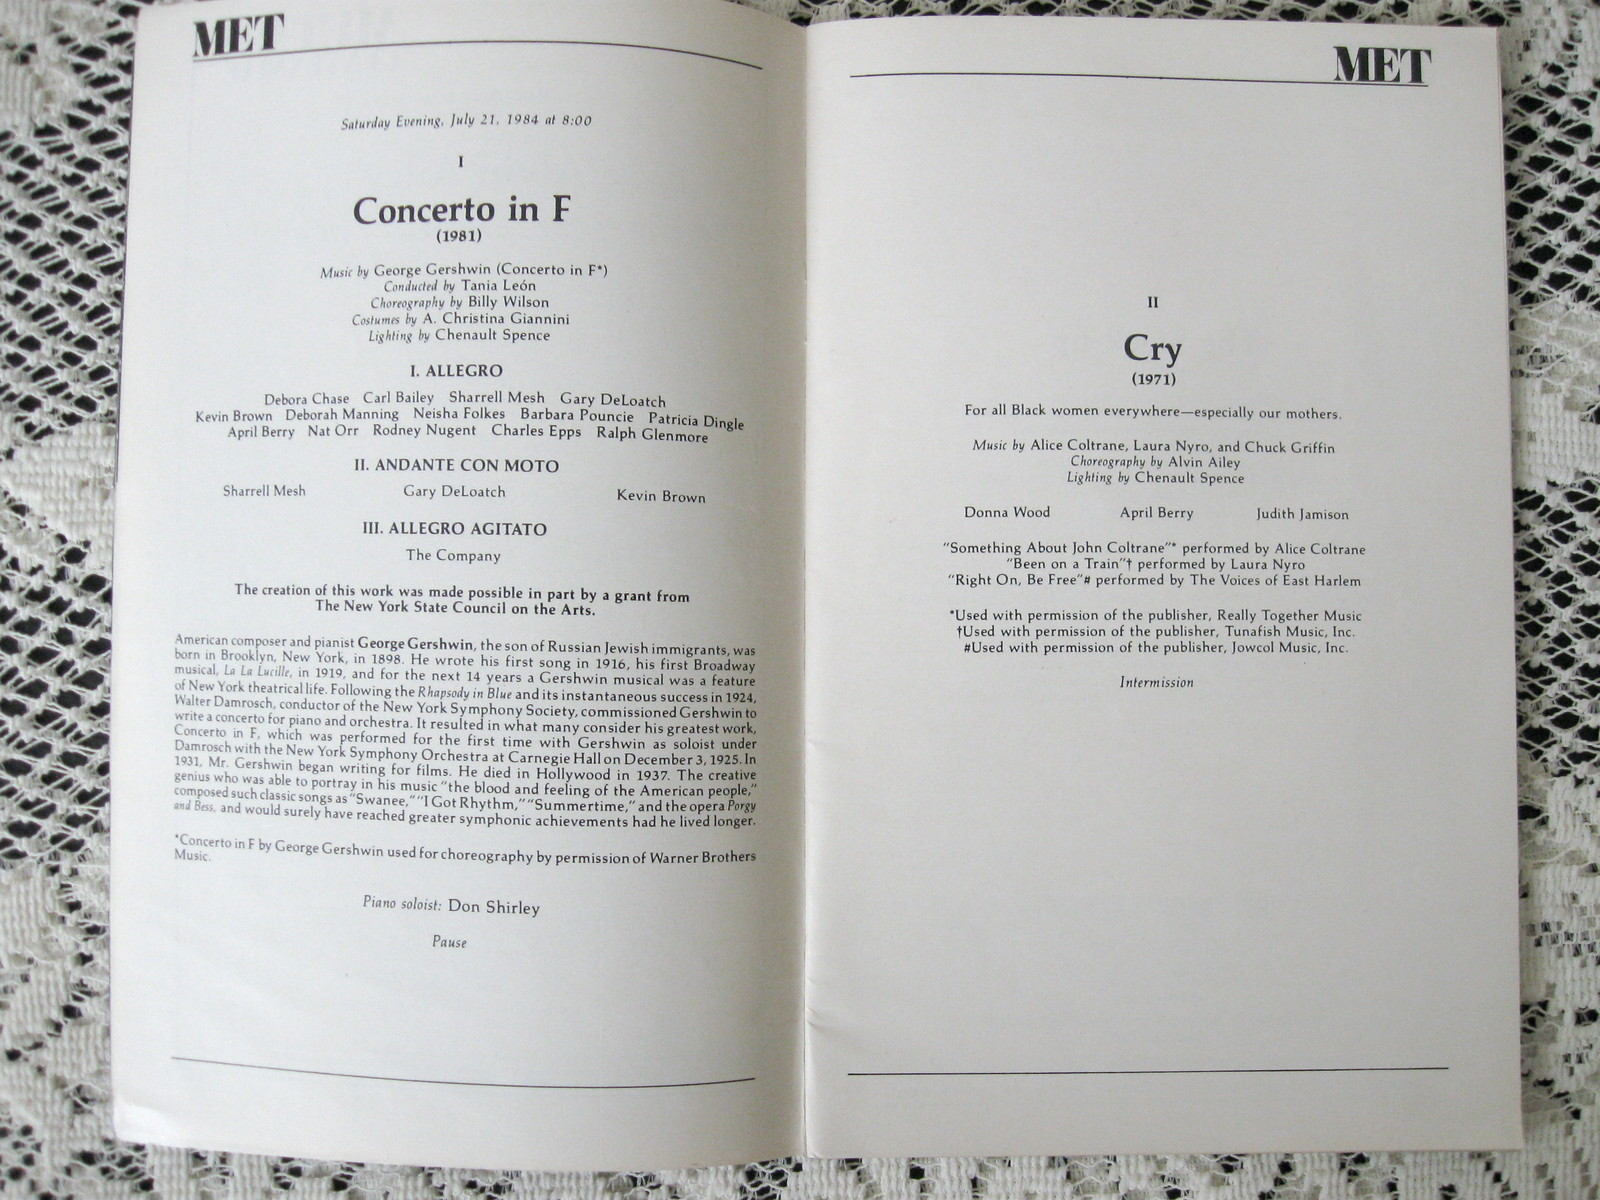 MET
Saturday Evening, July 21, 1984 at 8:00
I
Concerto in F
(1981)
Music by George Gershwin (Concerto in F*)
Conducted by Tania León
Choreography by Billy Wilson
Costumes by A. Christina Giannini
Lighting by Chenault Spence
I. ALLEGRO
Debora Chase Carl Bailey Sharrell Mesh Gary DeLoatch
Kevin Brown Deborah Manning Neisha Folkes Barbara Pouncie Patricia Dingle
April Berry Nat Orr Rodney Nugent Charles Epps Ralph Glenmore
II. ANDANTE CON MOTO
Sharrell Mesh Gary DeLoatch Kevin Brown
III. ALLEGRO AGITATO
The Company
The creation of this work was made possible in part by a grant from
The New York State Council on the Arts.
American composer and pianist George Gershwin, the son of Russian Jewish immigrants, was
born in Brooklyn, New York, in 1898. He wrote his first song in 1916, his first Broadway
musical, La La Lucille, in 1919, and for the next 14 years a Gershwin musical was a feature
of New York theatrical life. Following the Rhapsody in Blue and its instantaneous success in 1924,
Walter Damrosch, conductor of the New York Symphony Society, commissioned Gershwin to
write a concerto for piano and orchestra. It resulted in what many consider his greatest work,
Concerto in F, which was performed for the first time with Gershwin as soloist under
Damrosch with the New York Symphony Orchestra at Carnegie Hall on December 3, 1925. In
1931, Mr. Gershwin began writing for films. He died in Hollywood in 1937. The creative
genius who was able to portray in his music "the blood and feeling of the American people,"
composed such classic songs as "Swanee," "I Got Rhythm," "Summertime," and the opera Porgy
and Bess, and would surely have reached greater symphonic achievements had he lived longer.
*Concerto in F by George Gershwin used for choreography by permission of Warner Brothers
Music.
Piano soloist: Don Shirley
Pause
MET
II
Cry
(1971)
For all Black women everywhere—especially our mothers.
Music by Alice Coltrane, Laura Nyro, and Chuck Griffin
Choreography by Alvin Ailey
Lighting by Chenault Spence
Donna Wood April Berry Judith Jamison
"Something About John Coltrane"* performed by Alice Coltrane
"Been on a Train"† performed by Laura Nyro
"Right On, Be Free"# performed by The Voices of East Harlem
*Used with permission of the publisher, Really Together Music
†Used with permission of the publisher, Tunafish Music, Inc.
#Used with permission of the publisher, Jowcol Music, Inc.
Intermission